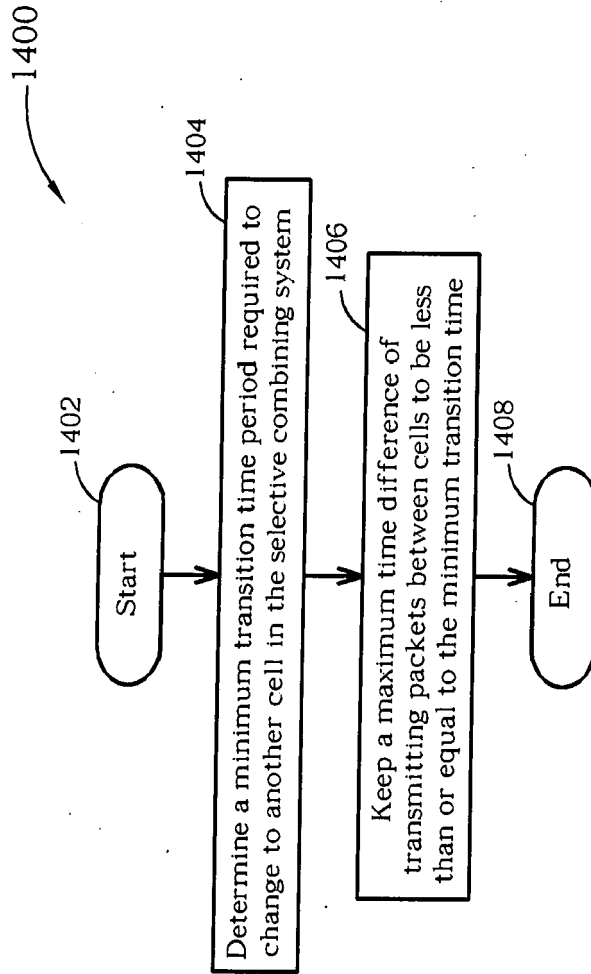 1400
1402
Start
1404
Determine a minimum transition time period required to
change to another cell in the selective combining system
1406
Keep a maximum time difference of
transmitting packets between cells to be less
than or equal to the minimum transition time
1408
End